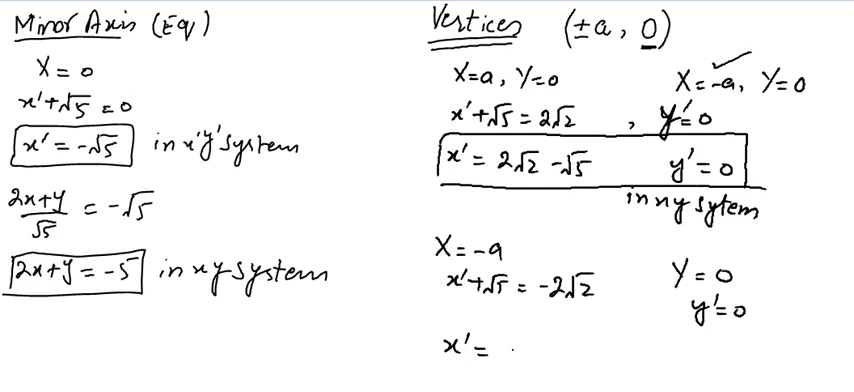 Minor Axis (Eq)
X = 0
x' + √5 = 0
x' = -√5 in x'y' system
2x+y/√5 = -√5
2x+y = -5 in xy system
Vertices (±a, 0)
X=a, Y=0 X=-a, Y=0
x'+√5 = 2√2 , y'=0
x' = 2√2 -√5 y' = 0
in xy sytem
X = -a Y = 0
x'+√5 = -2√2 y'=0
x' =